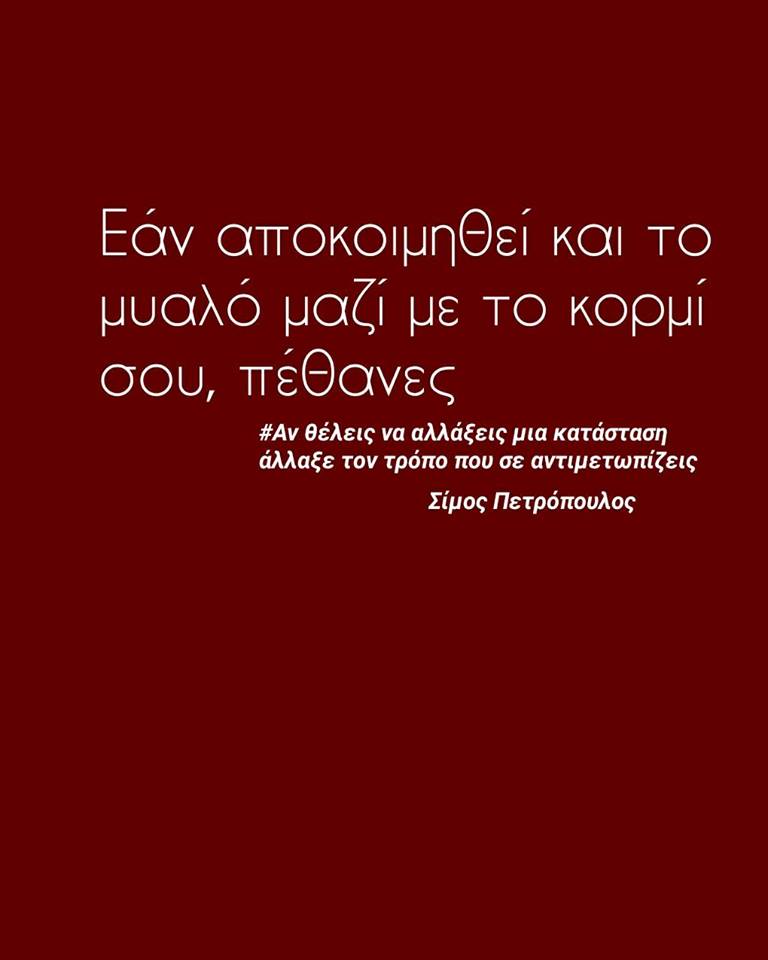 Εάν αποκοιμηθεί και το
μυαλό μαζί με το κορμί
σου, πέθανες
#Αν θέλεις να αλλάξεις μια κατάσταση
άλλαξε τον τρόπο που σε αντιμετωπίζεις
Σίμος Πετρόπουλος